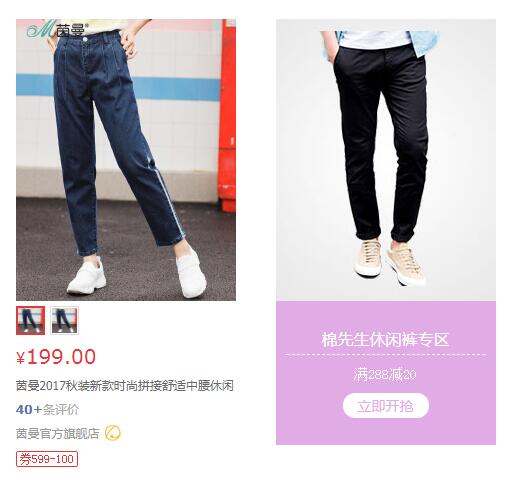 茵曼®
¥199.00
茵曼2017秋装新款时尚拼接舒适中腰休闲
40+条评价
茵曼官方旗舰店
券599-100
棉先生休闲裤专区
满288减20
立即开抢